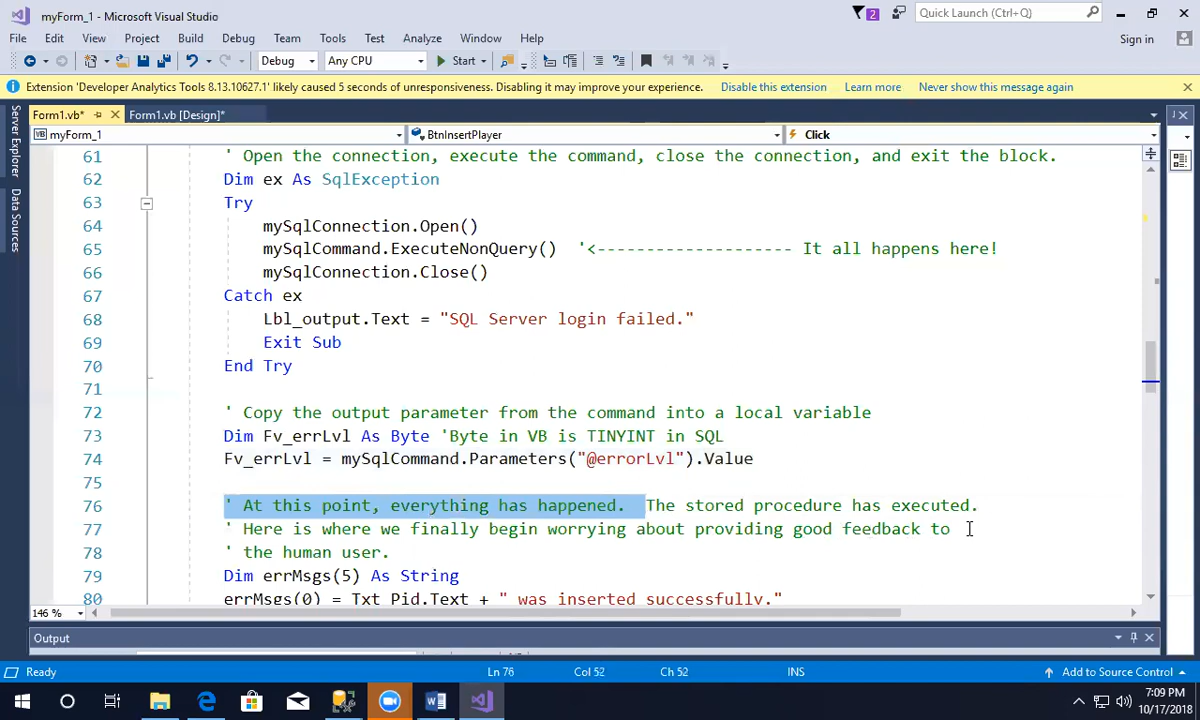 myForm_1 - Microsoft Visual Studio
2
Quick Launch (Ctrl+Q)
File Edit View Project Build Debug Team Tools Test Analyze Window Help
Sign in
Debug Any CPU Start
Extension 'Developer Analytics Tools 8.13.10627.1' likely caused 5 seconds of unresponsiveness. Disabling it may improve your experience. Disable this extension Learn more Never show this message again
Form1.vb* Form1.vb [Design]*
Server Explorer
Data Sources
VB myForm_1 BtnInsertPlayer Click
61 ' Open the connection, execute the command, close the connection, and exit the block.
62 Dim ex As SqlException
63 Try
64 mySqlConnection.Open()
65 mySqlCommand.ExecuteNonQuery() '<-------------------- It all happens here!
66 mySqlConnection.Close()
67 Catch ex
68 Lbl_output.Text = "SQL Server login failed."
69 Exit Sub
70 End Try
71
72 ' Copy the output parameter from the command into a local variable
73 Dim Fv_errLvl As Byte 'Byte in VB is TINYINT in SQL
74 Fv_errLvl = mySqlCommand.Parameters("@errorLvl").Value
75
76 ' At this point, everything has happened. The stored procedure has executed.
77 ' Here is where we finally begin worrying about providing good feedback to
78 ' the human user.
79 Dim errMsgs(5) As String
80 errMsgs(0) = Txt_Pid.Text + " was inserted successfully."
146 %
Output
Ready Ln 76 Col 52 Ch 52 INS Add to Source Control
7:09 PM
10/17/2018